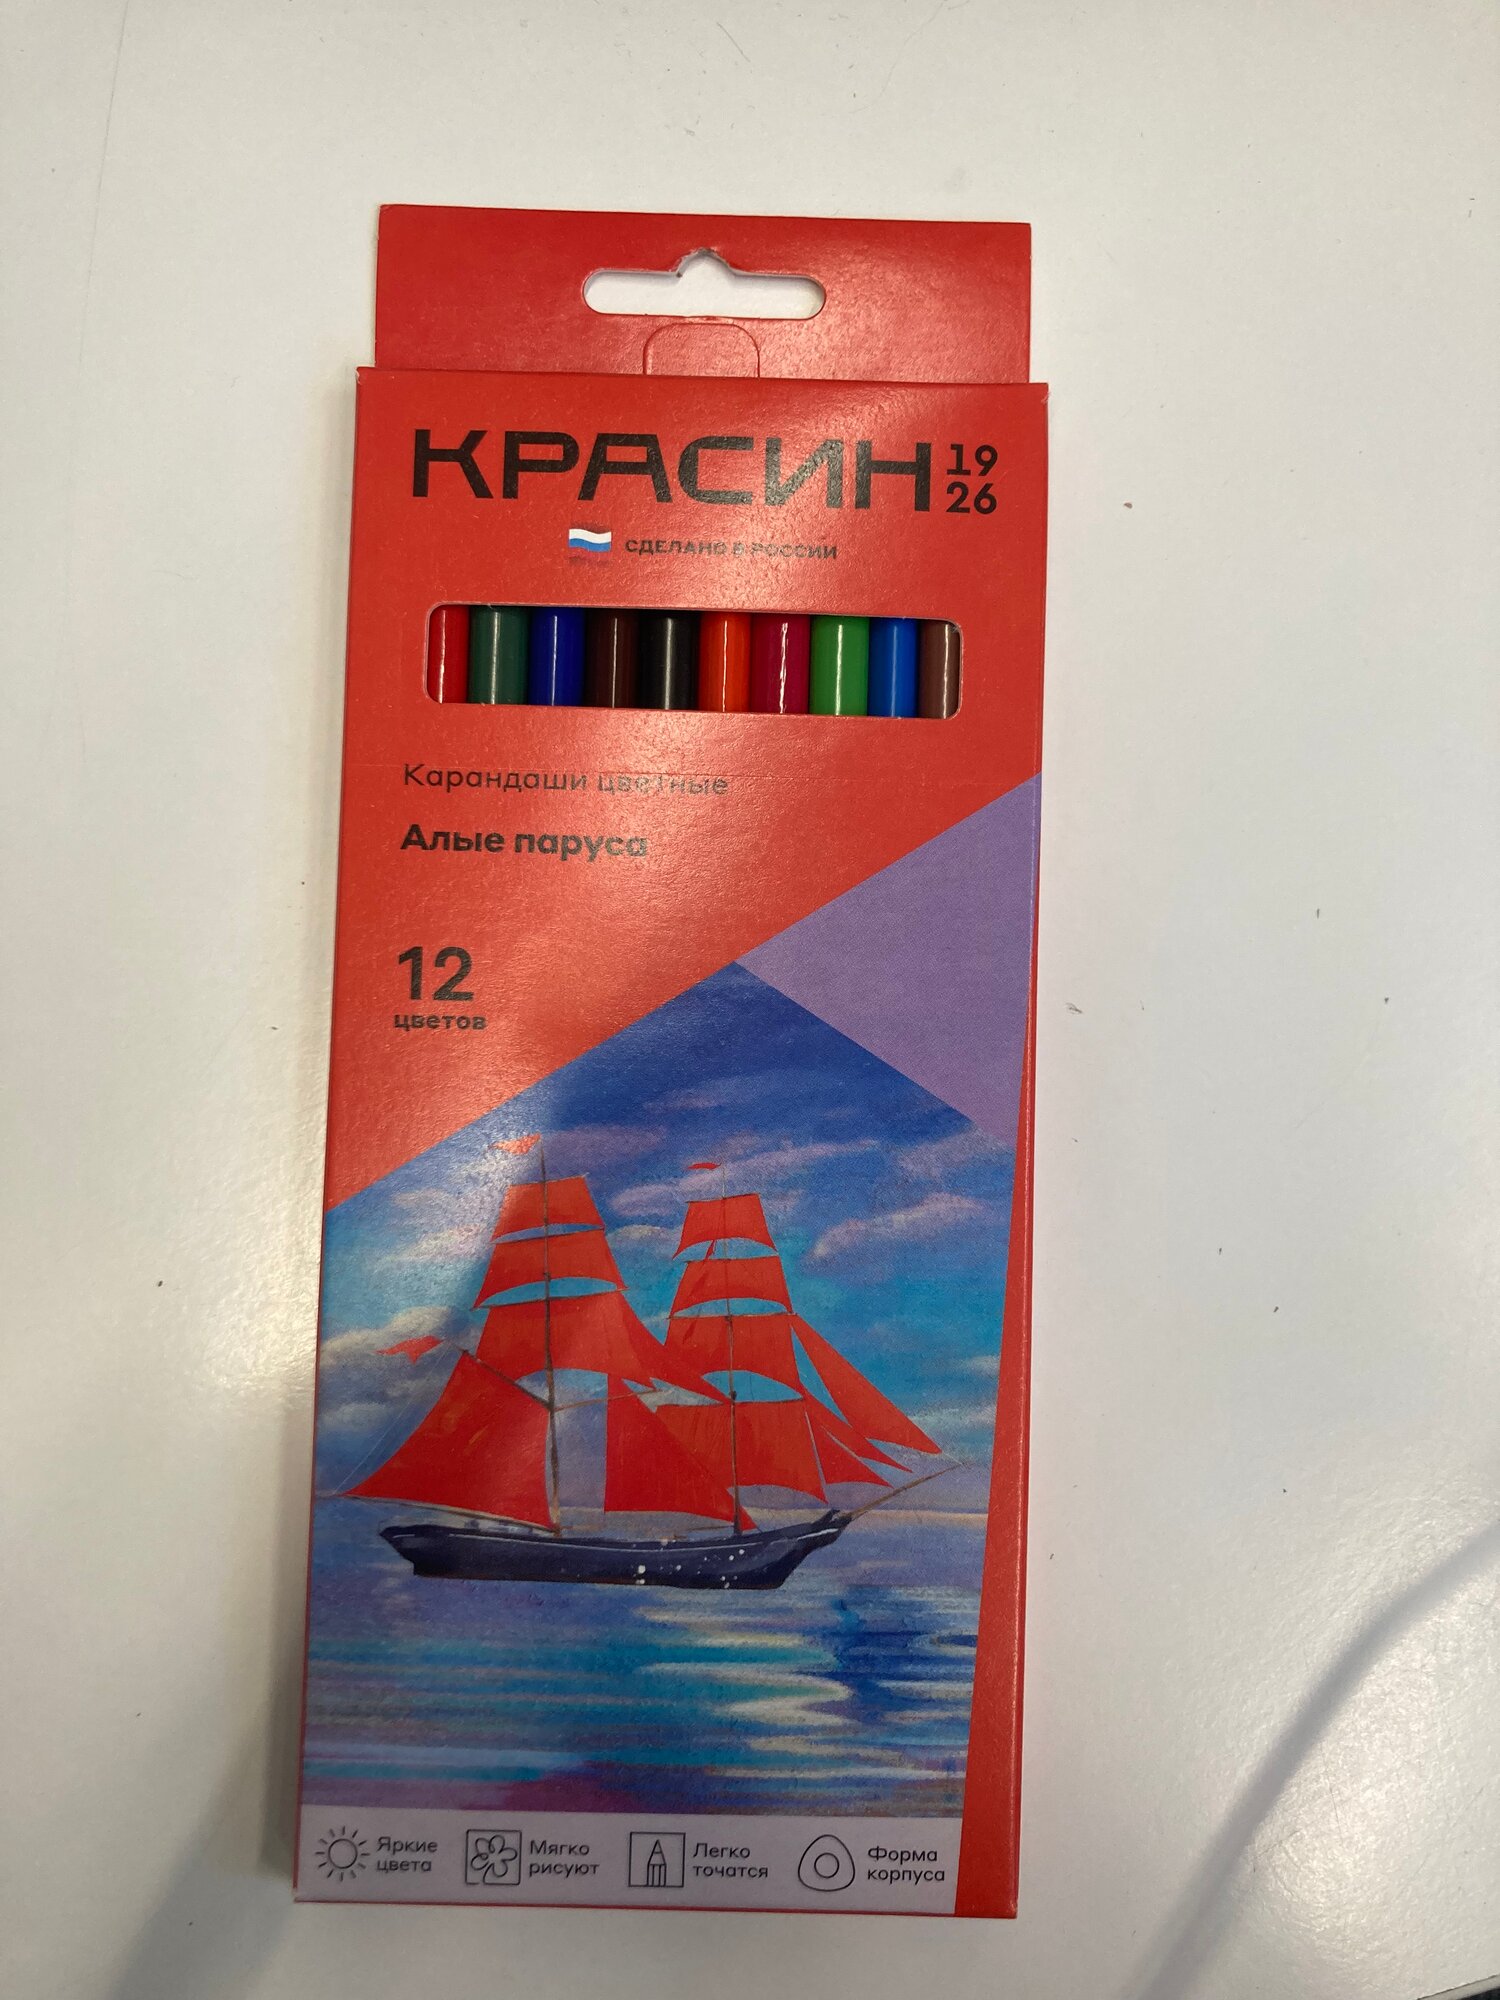 КРАСИН 19
26
СДЕЛАНО В РОССИИ
Карандаши цветные
Алые паруса
12
цветов
Яркие
цвета
Мягко
рисуют
Легко
точатся
Форма
корпуса